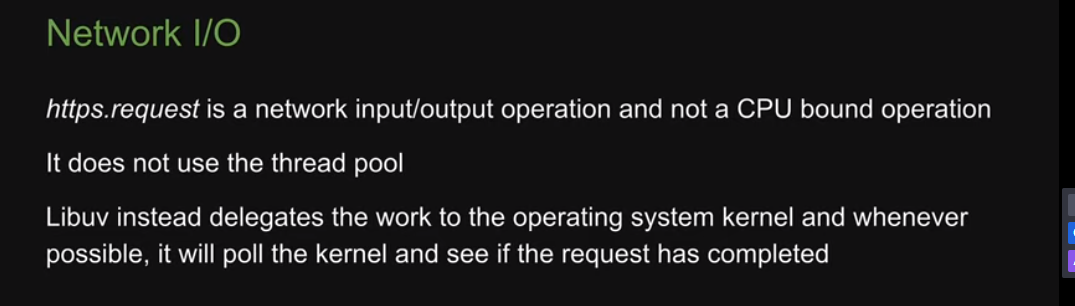 Network I/O
https.request is a network input/output operation and not a CPU bound operation
It does not use the thread pool
Libuv instead delegates the work to the operating system kernel and whenever
possible, it will poll the kernel and see if the request has completed